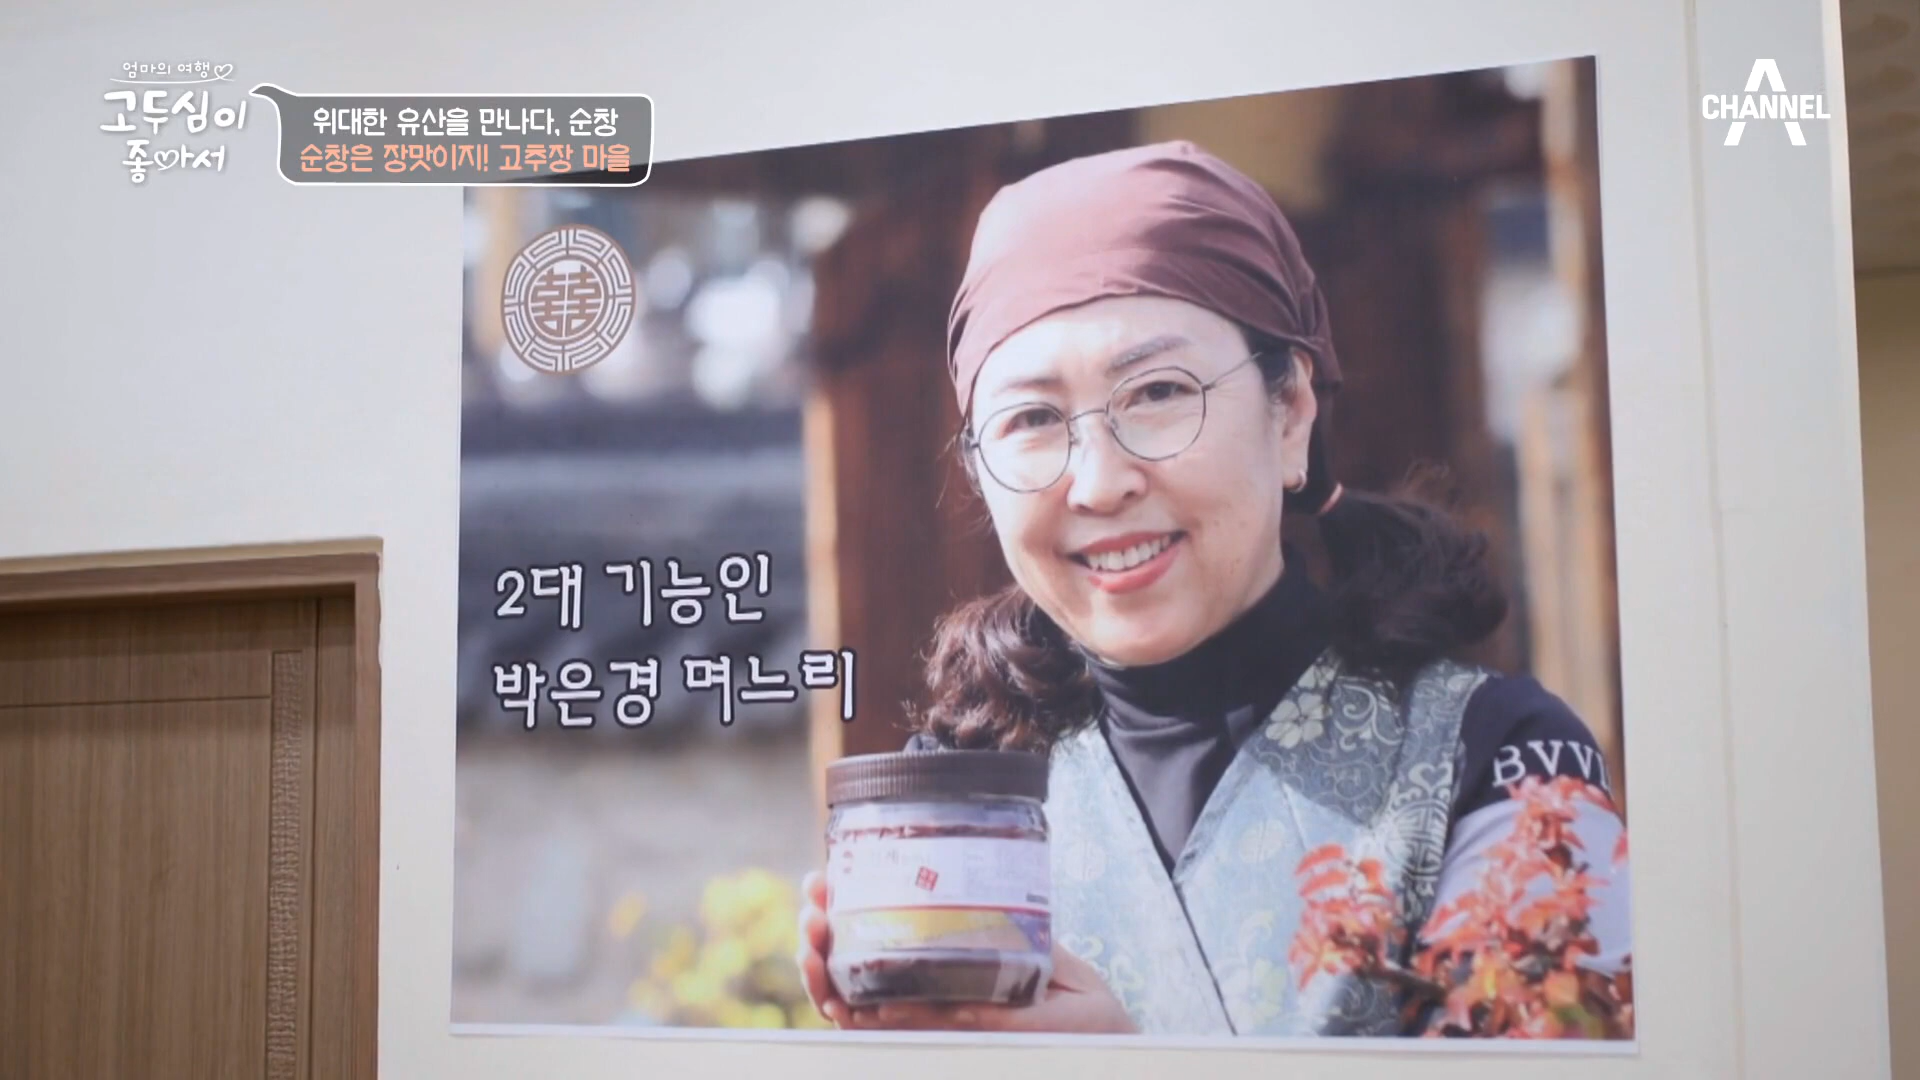 엄마의 여행
고두심이
좋아서
위대한 유산을 만나다, 순창
순창은 장맛이지! 고추장 마을
CHANNEL A
囍
2대 기능인
박은경 며느리
BVVL